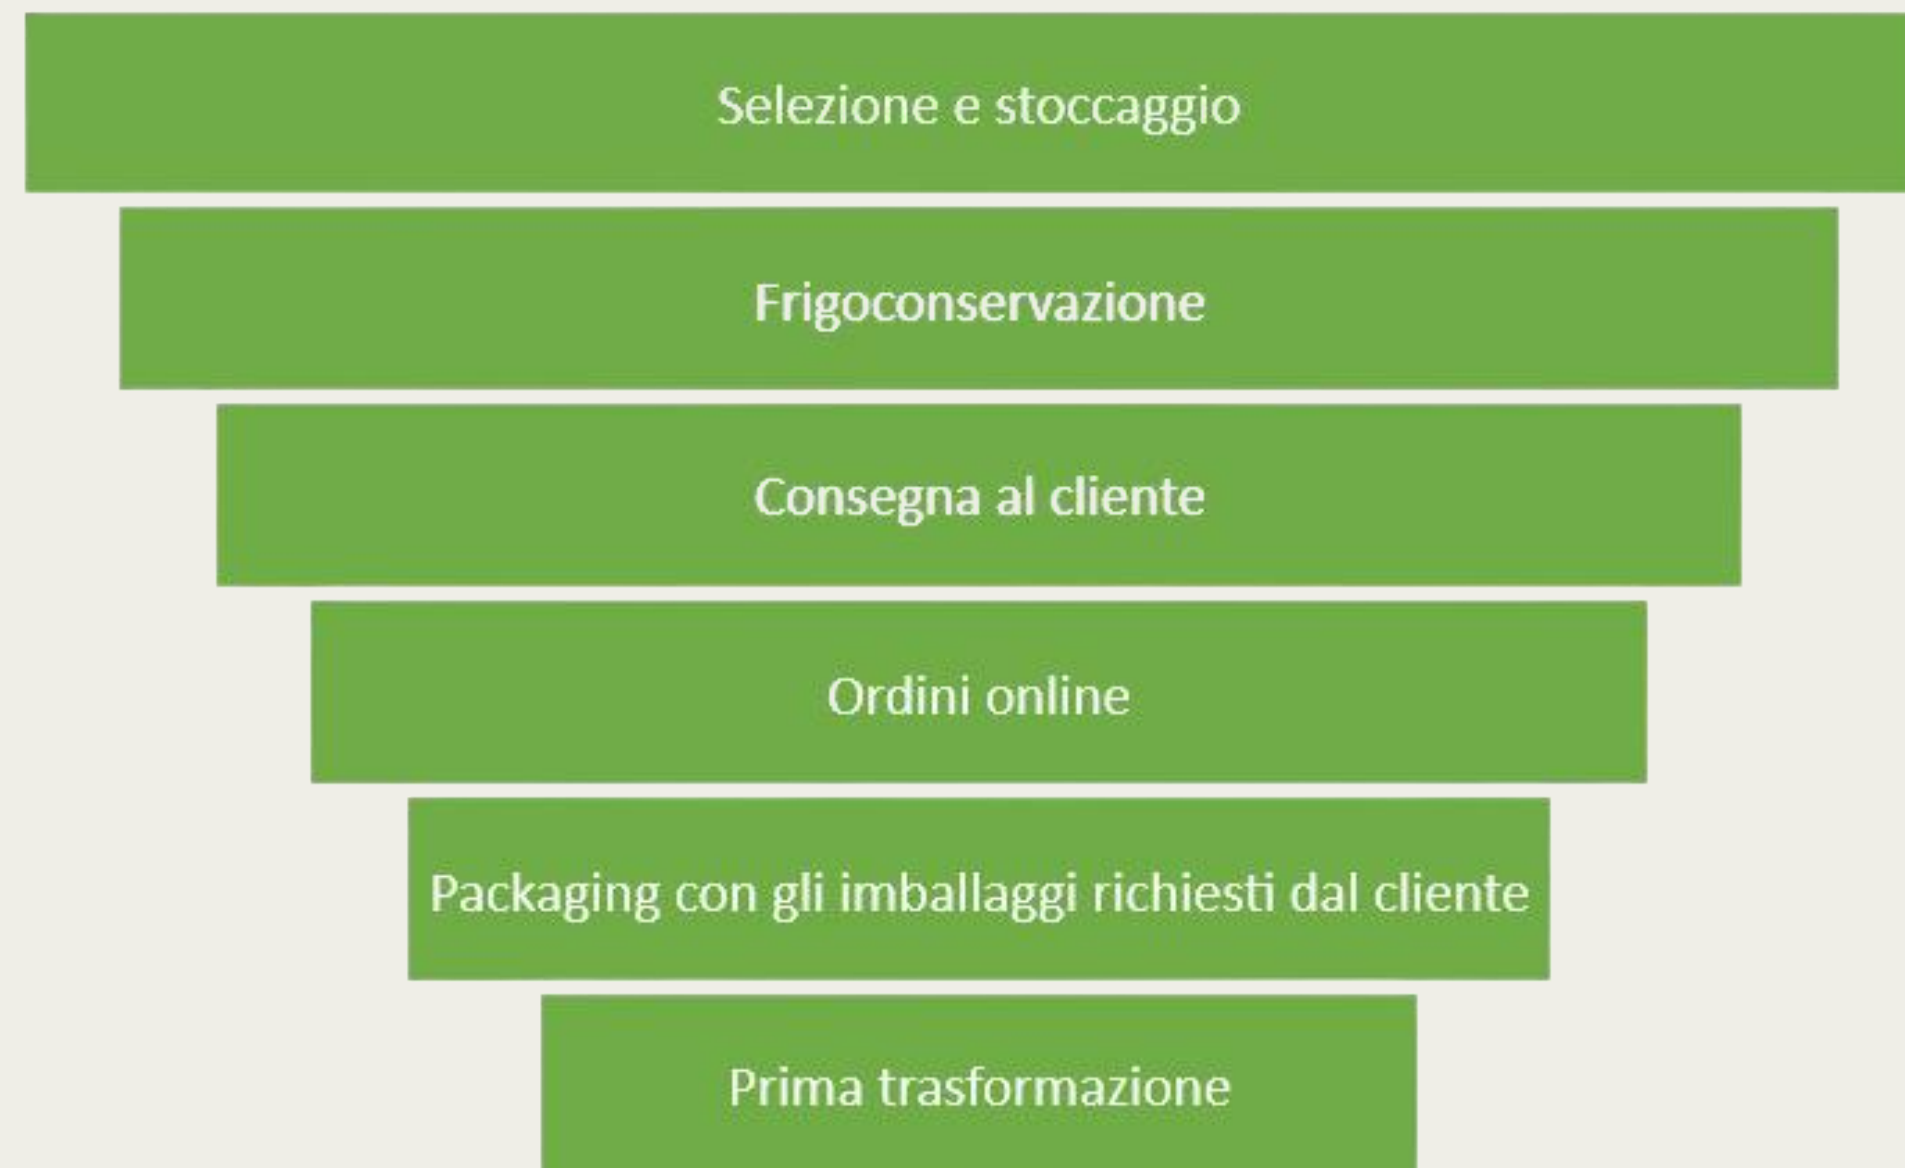 Selezione e stoccaggio
Frigoconservazione
Consegna al cliente
Ordini online
Packaging con gli imballaggi richiesti dal cliente
Prima trasformazione